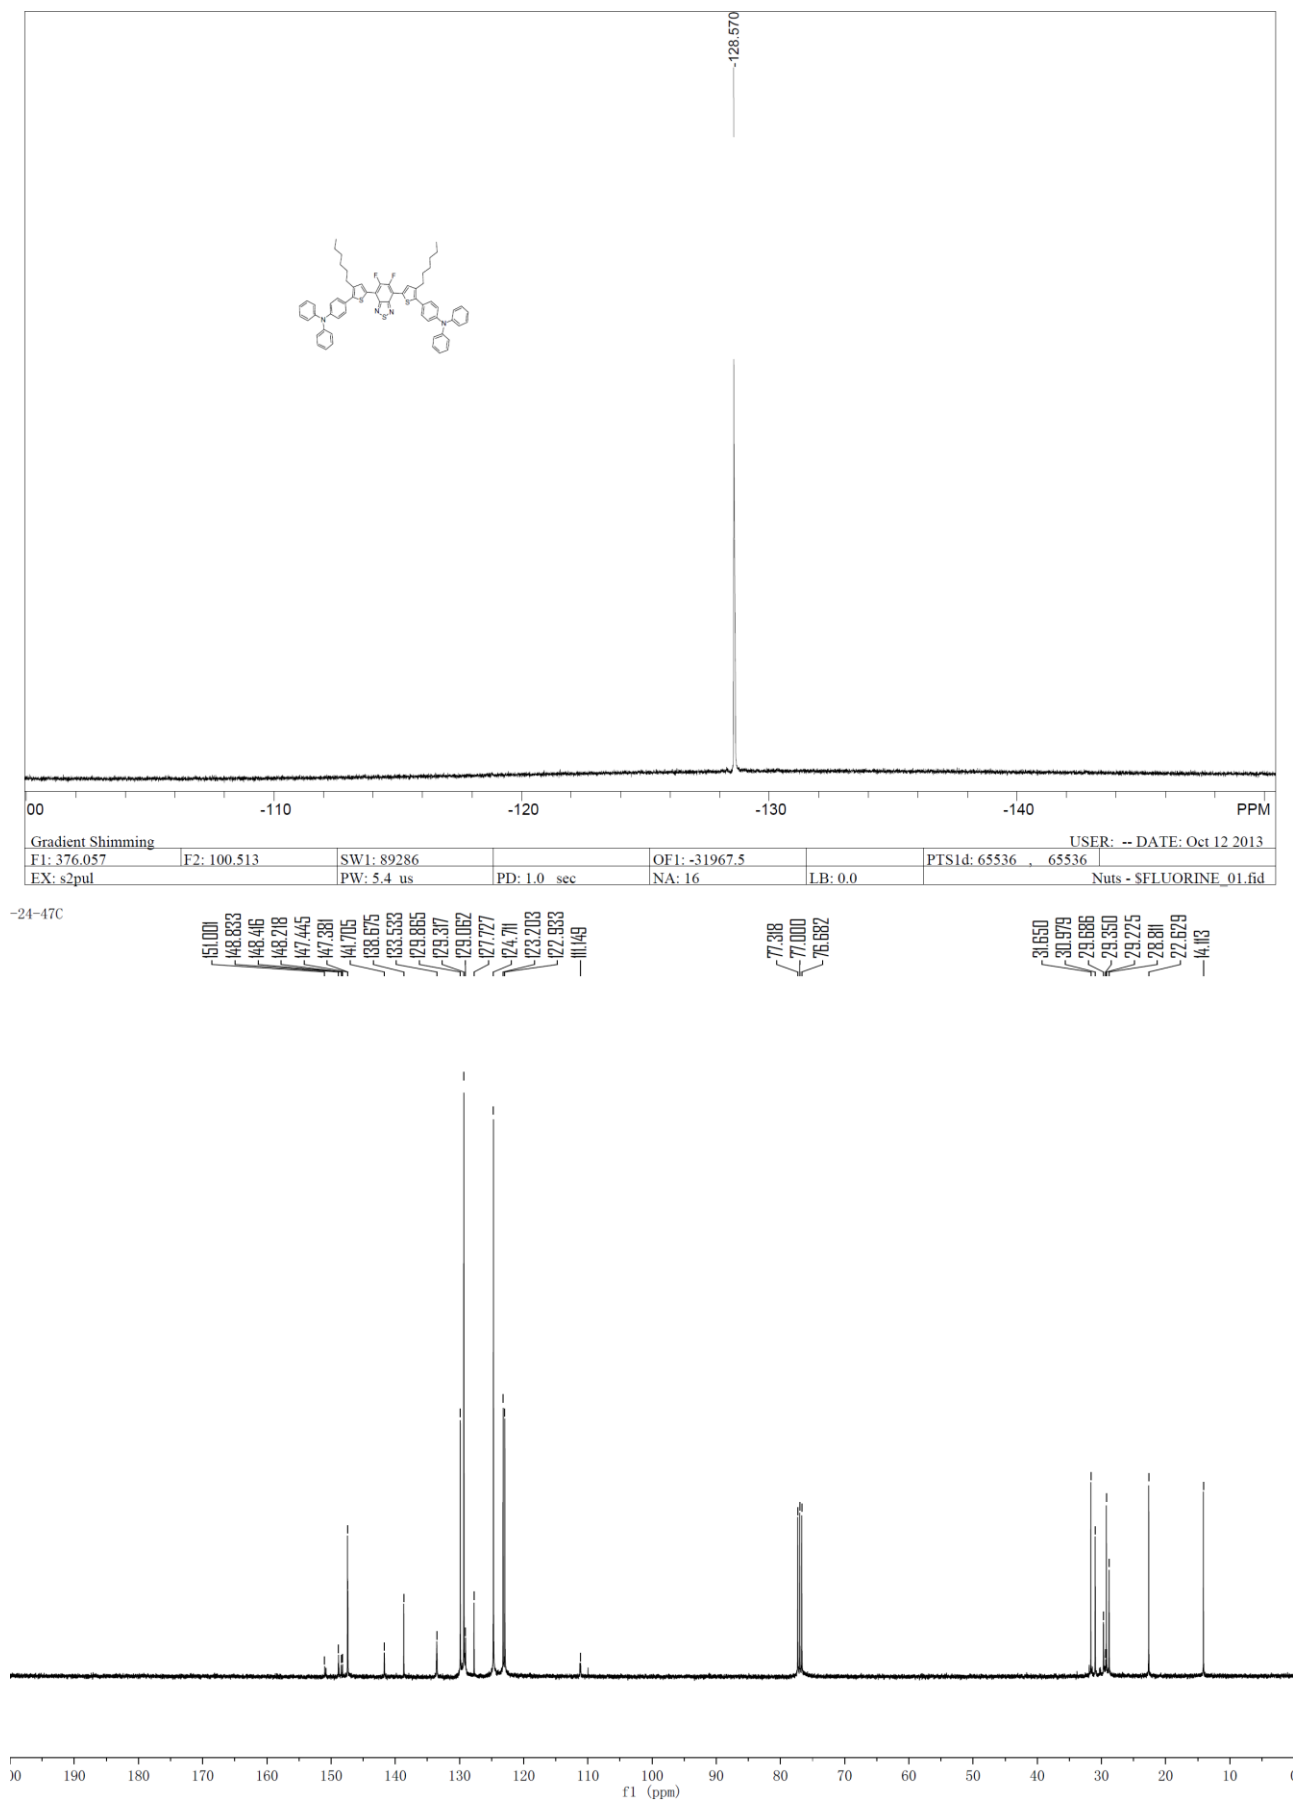 -128.570
F F
S S
N N
S
N N
00 -110 -120 -130 -140 PPM
Gradient Shimming USER: -- DATE: Oct 12 2013
F1: 376.057 F2: 100.513 SW1: 89286 OF1: -31967.5 PTS1d: 65536 , 65536
EX: s2pul PW: 5.4 us PD: 1.0 sec NA: 16 LB: 0.0 Nuts - $FLUORINE_01.fid
-24-47C
151.001
148.833
148.416
148.218
147.445
147.381
141.705
138.675
133.533
129.865
129.317
129.062
127.727
124.711
123.203
122.933
111.149
77.318
77.000
76.682
31.650
30.979
29.686
29.350
29.225
28.811
22.629
14.113
00 190 180 170 160 150 140 130 120 110 100 90 80 70 60 50 40 30 20 10 0
f1 (ppm)